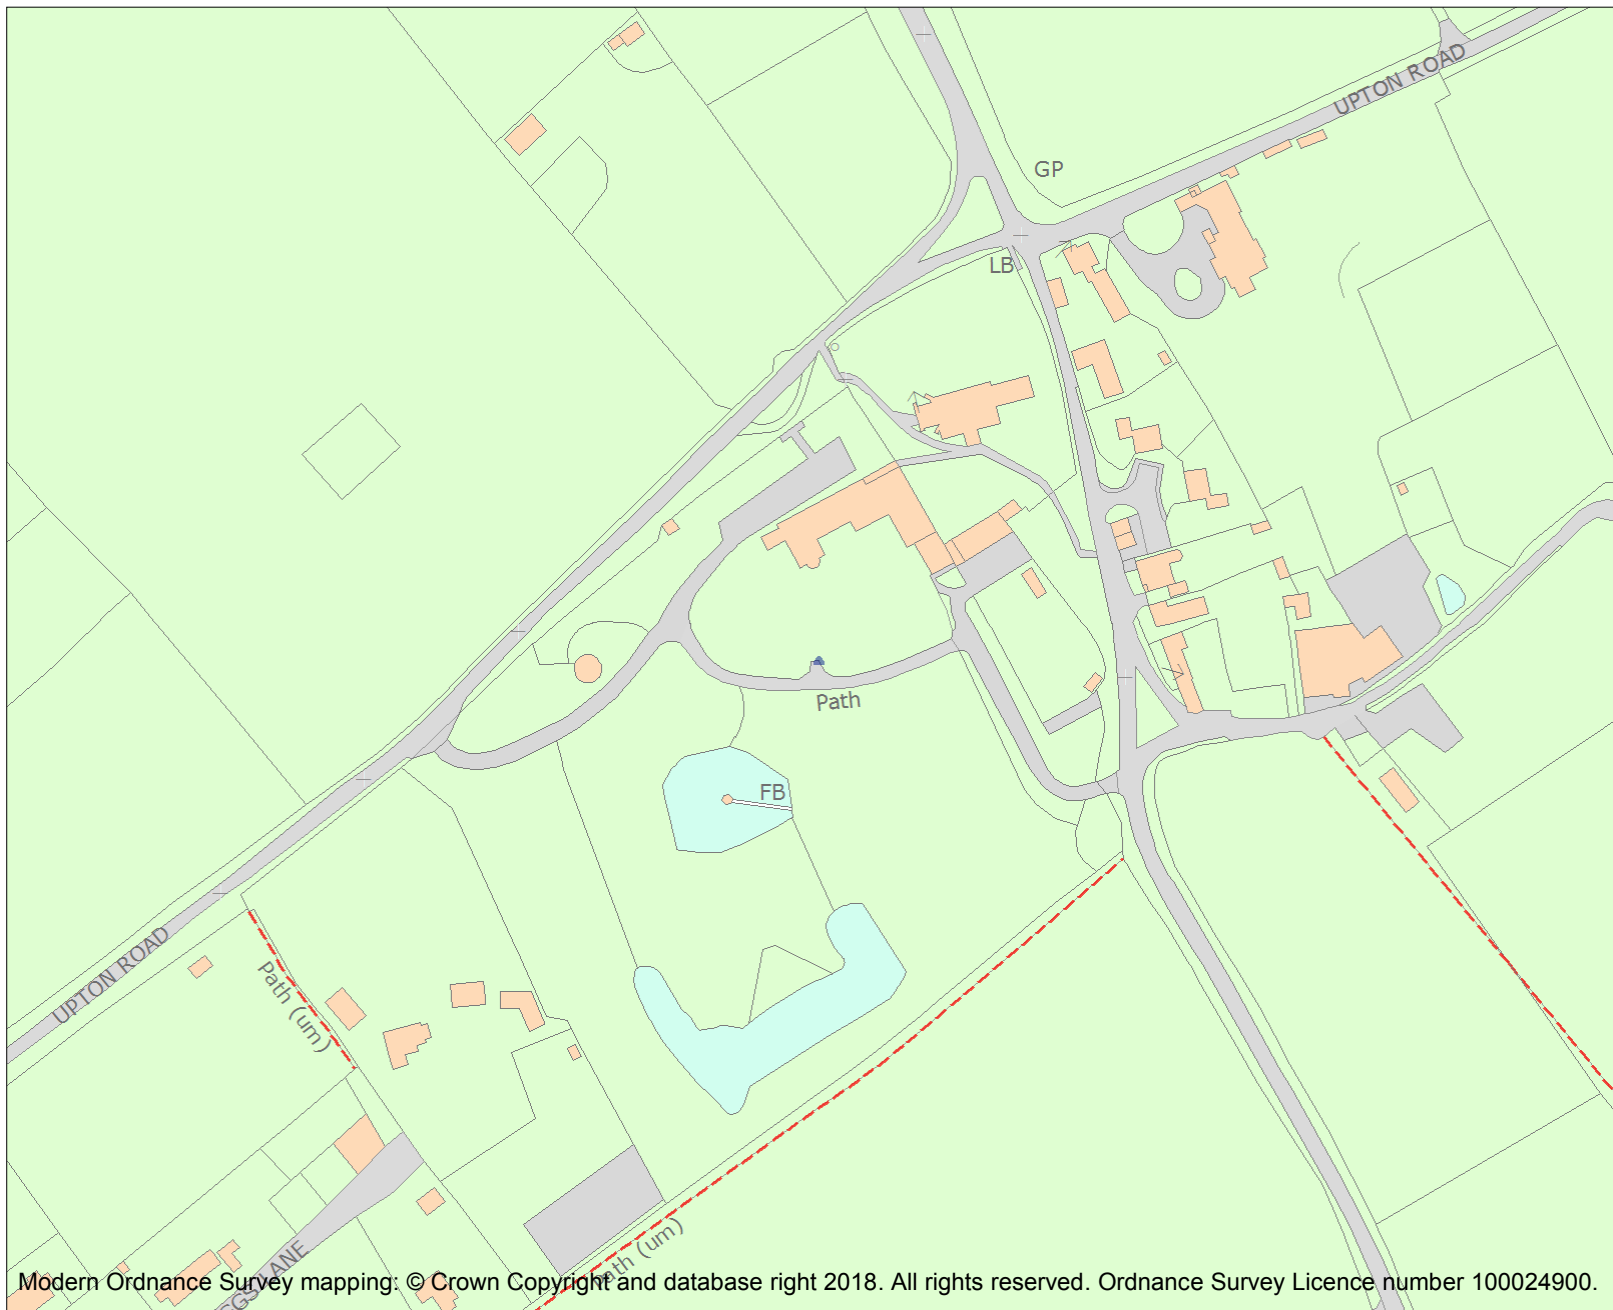 UPTON ROAD
GP
LB
Path
FB
UPTON ROAD
Path (um)
Path (um)
Modern Ordnance Survey mapping: © Crown Copyright and database right 2018. All rights reserved. Ordnance Survey Licence number 100024900.